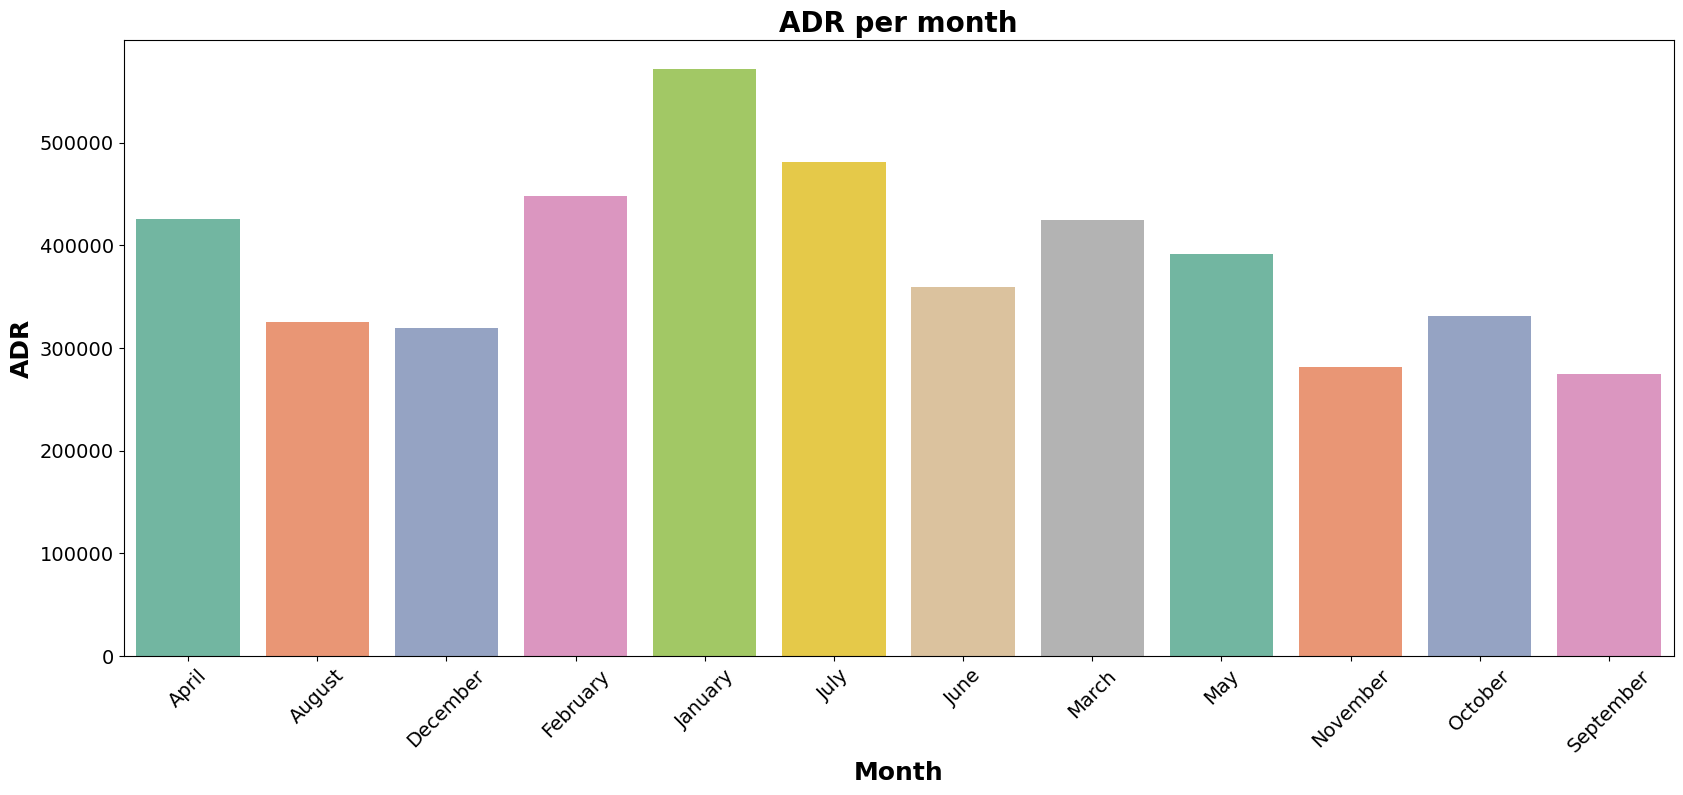 ADR per month
ADR
500000
400000
300000
200000
100000
0
April
August
December
February
January
July
June
March
May
November
October
September
Month